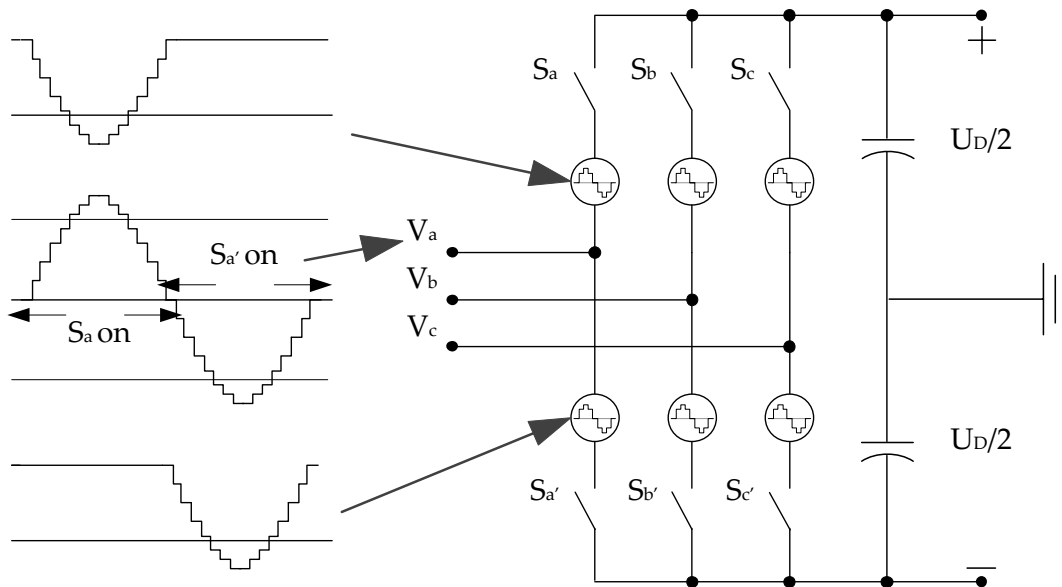 Sa Sb Sc
+
UD/2
Va
Sa' on
Vb
Sa on
Vc
UD/2
Sa' Sb' Sc'
−